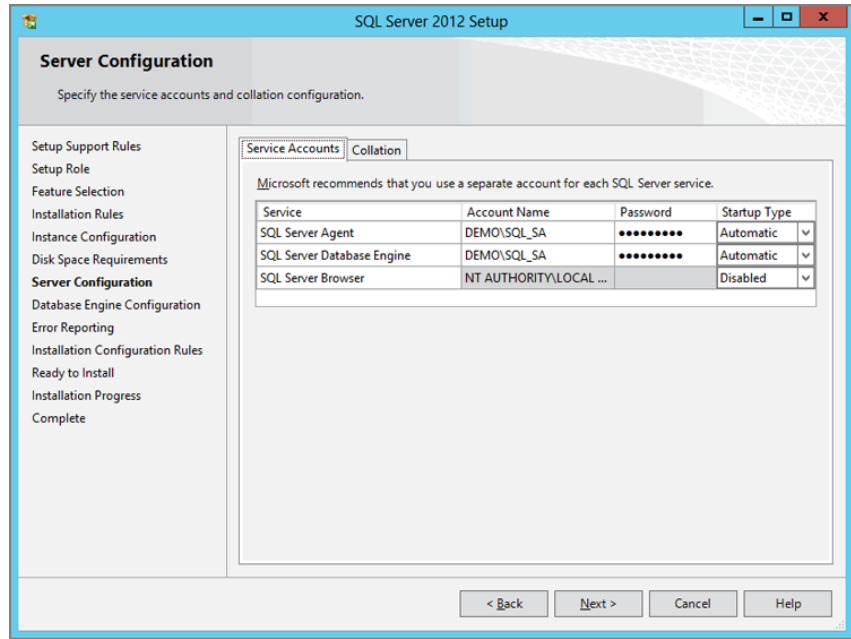 SQL Server 2012 Setup
Server Configuration
Specify the service accounts and collation configuration.
Setup Support Rules
Setup Role
Feature Selection
Installation Rules
Instance Configuration
Disk Space Requirements
Server Configuration
Database Engine Configuration
Error Reporting
Installation Configuration Rules
Ready to Install
Installation Progress
Complete
Service Accounts Collation
Microsoft recommends that you use a separate account for each SQL Server service.
Service Account Name Password Startup Type
SQL Server Agent DEMO\SQL_SA ●●●●●●●●● Automatic
SQL Server Database Engine DEMO\SQL_SA ●●●●●●●●● Automatic
SQL Server Browser NT AUTHORITY\LOCAL ... Disabled
< Back Next > Cancel Help